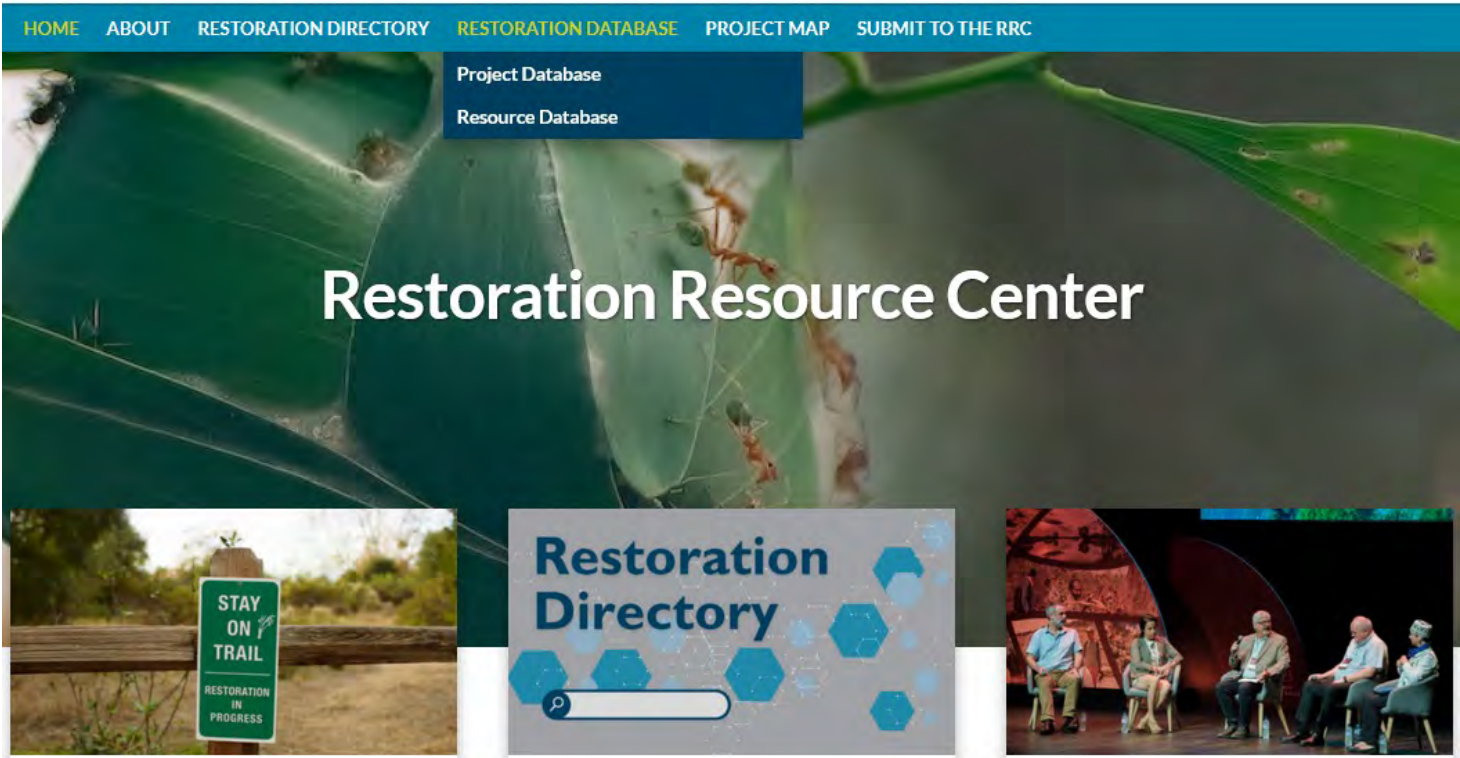 HOME ABOUT RESTORATION DIRECTORY RESTORATION DATABASE PROJECT MAP SUBMIT TO THE RRC
Project Database
Resource Database
Restoration Resource Center
STAY
ON
TRAIL
RESTORATION
IN
PROGRESS
Restoration
Directory